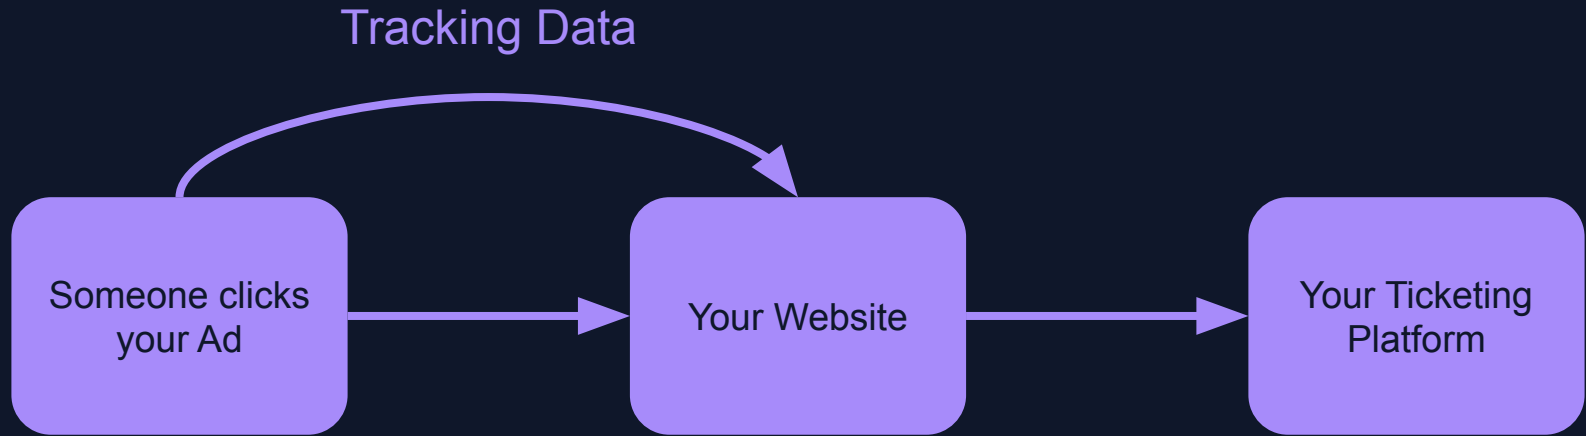 Tracking Data
Someone clicks
your Ad
Your Website
Your Ticketing
Platform